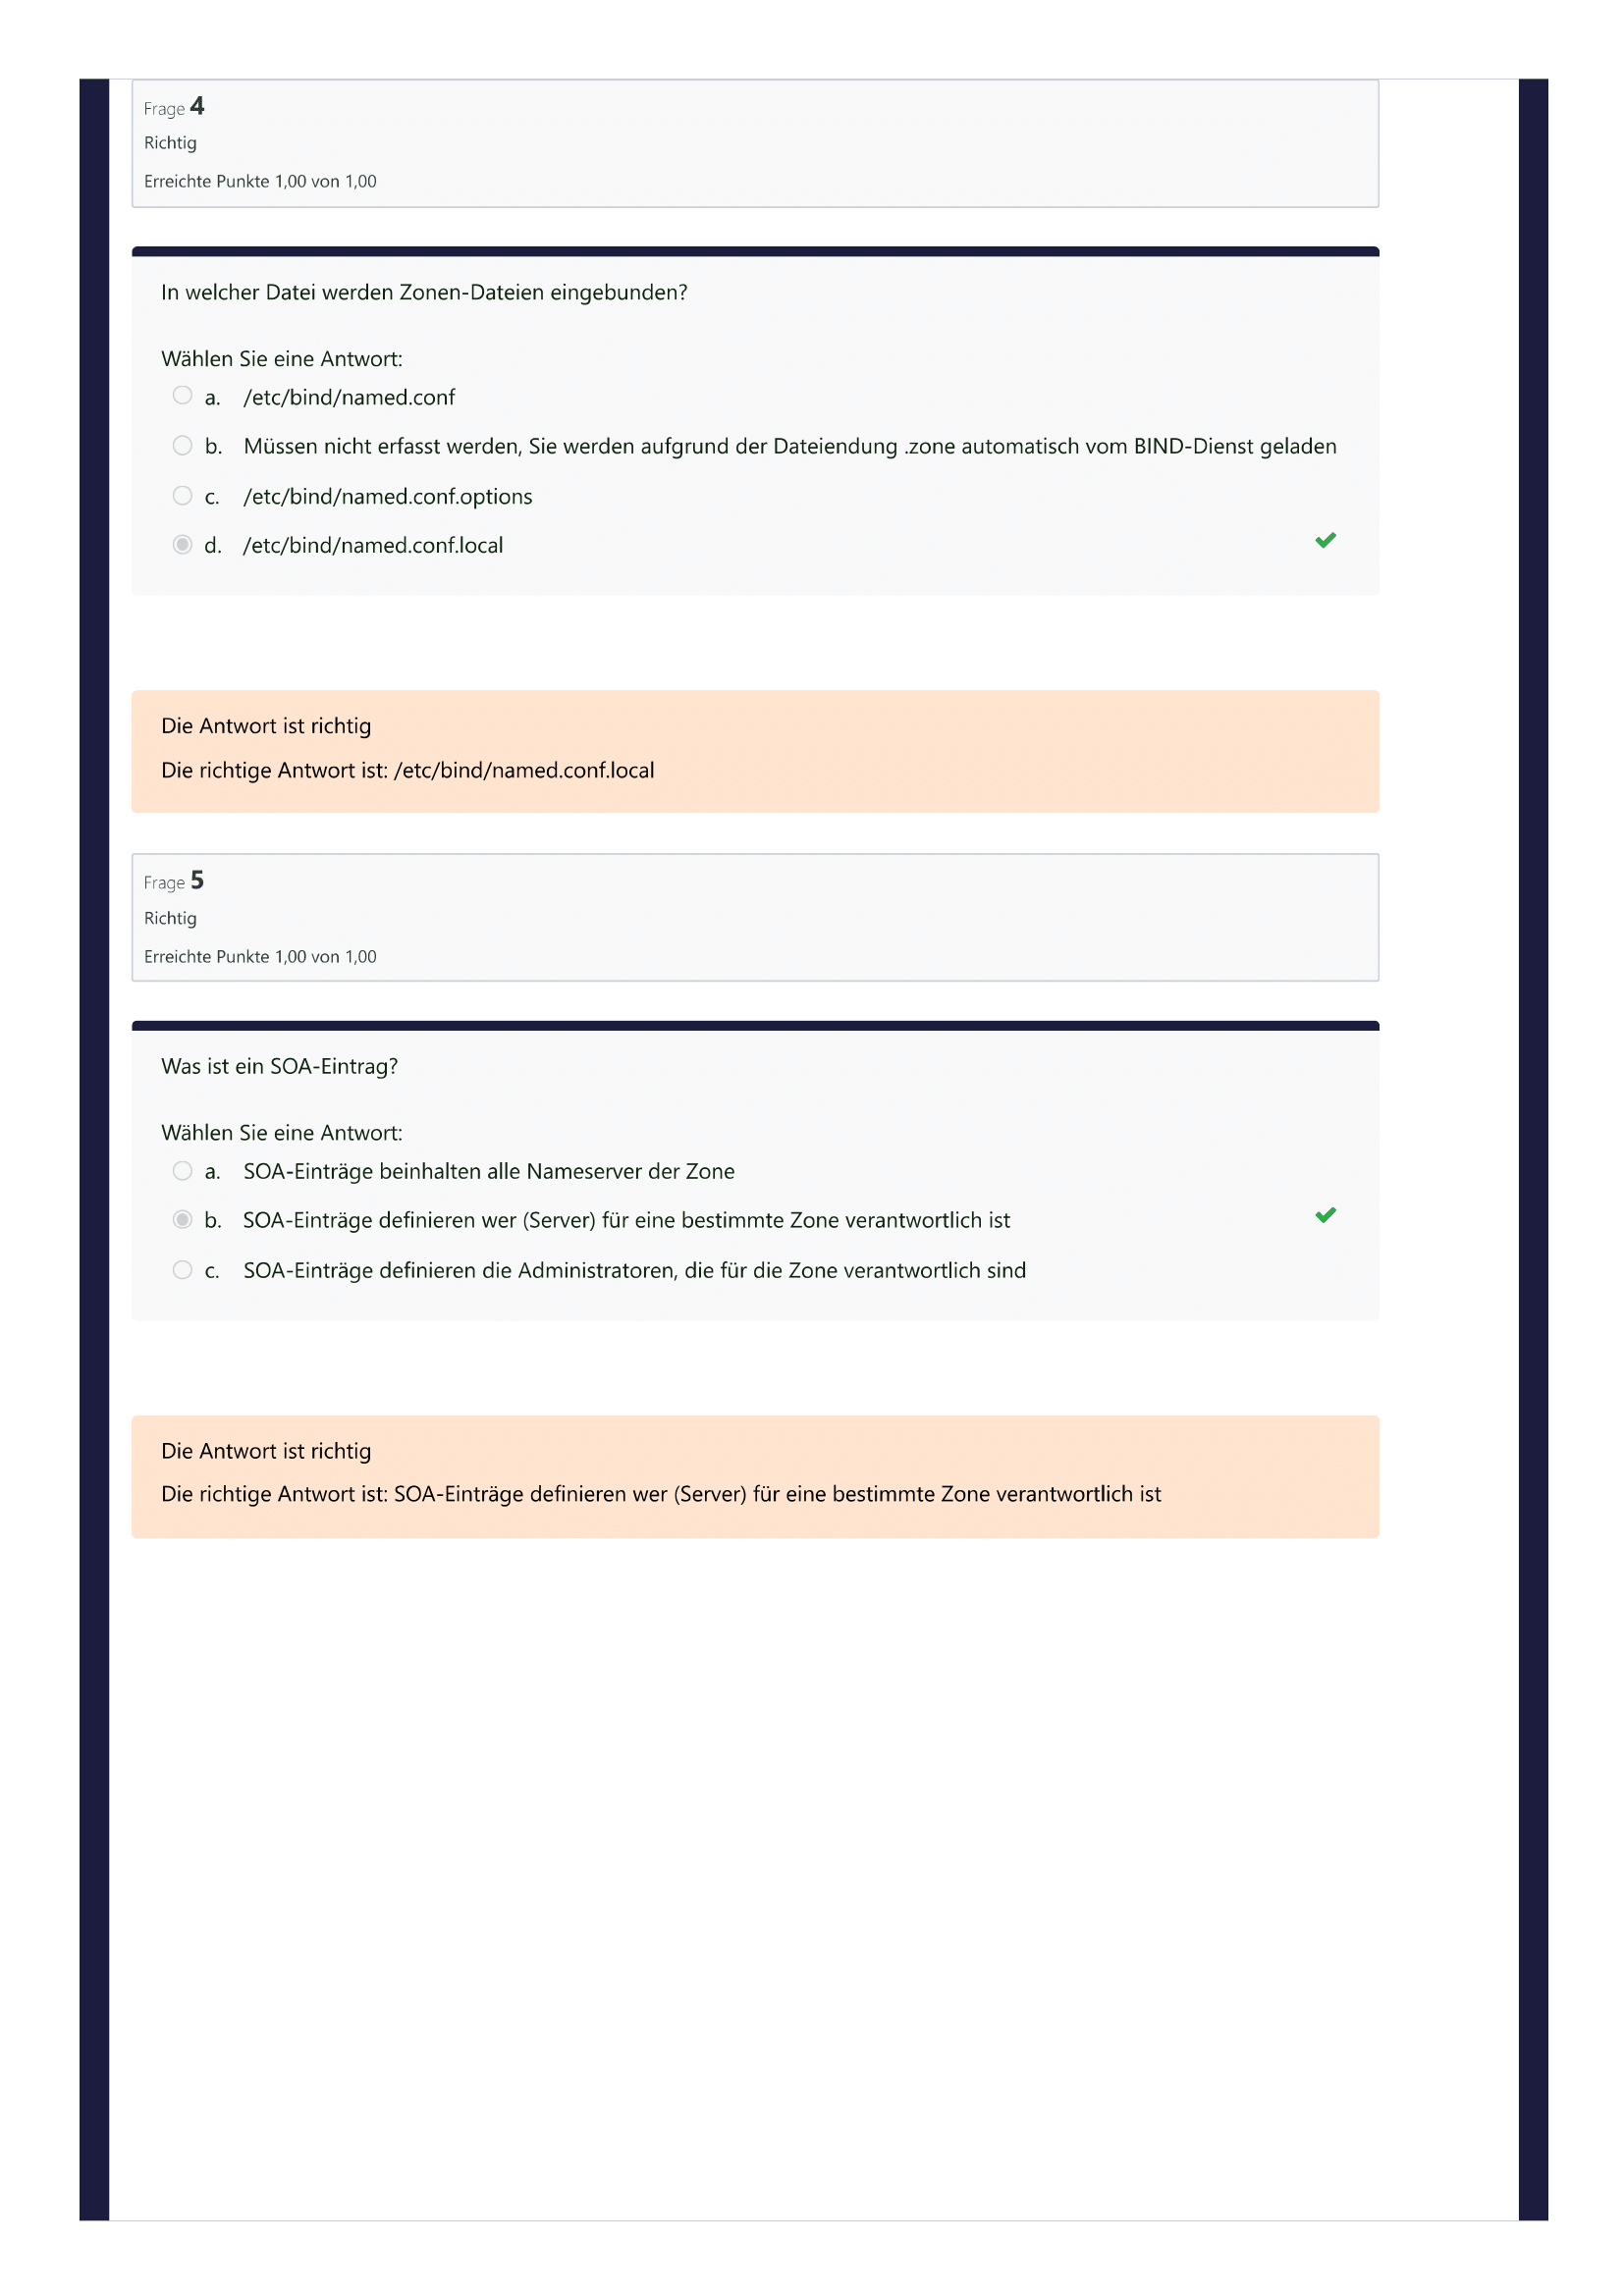 Frage 4
Richtig
Erreichte Punkte 1,00 von 1,00
In welcher Datei werden Zonen-Dateien eingebunden?
Wählen Sie eine Antwort:
a. /etc/bind/named.conf
b. Müssen nicht erfasst werden, Sie werden aufgrund der Dateiendung .zone automatisch vom BIND-Dienst geladen
c. /etc/bind/named.conf.options
d. /etc/bind/named.conf.local
Die Antwort ist richtig
Die richtige Antwort ist: /etc/bind/named.conf.local
Frage 5
Richtig
Erreichte Punkte 1,00 von 1,00
Was ist ein SOA-Eintrag?
Wählen Sie eine Antwort:
a. SOA-Einträge beinhalten alle Nameserver der Zone
b. SOA-Einträge definieren wer (Server) für eine bestimmte Zone verantwortlich ist
c. SOA-Einträge definieren die Administratoren, die für die Zone verantwortlich sind
Die Antwort ist richtig
Die richtige Antwort ist: SOA-Einträge definieren wer (Server) für eine bestimmte Zone verantwortlich ist